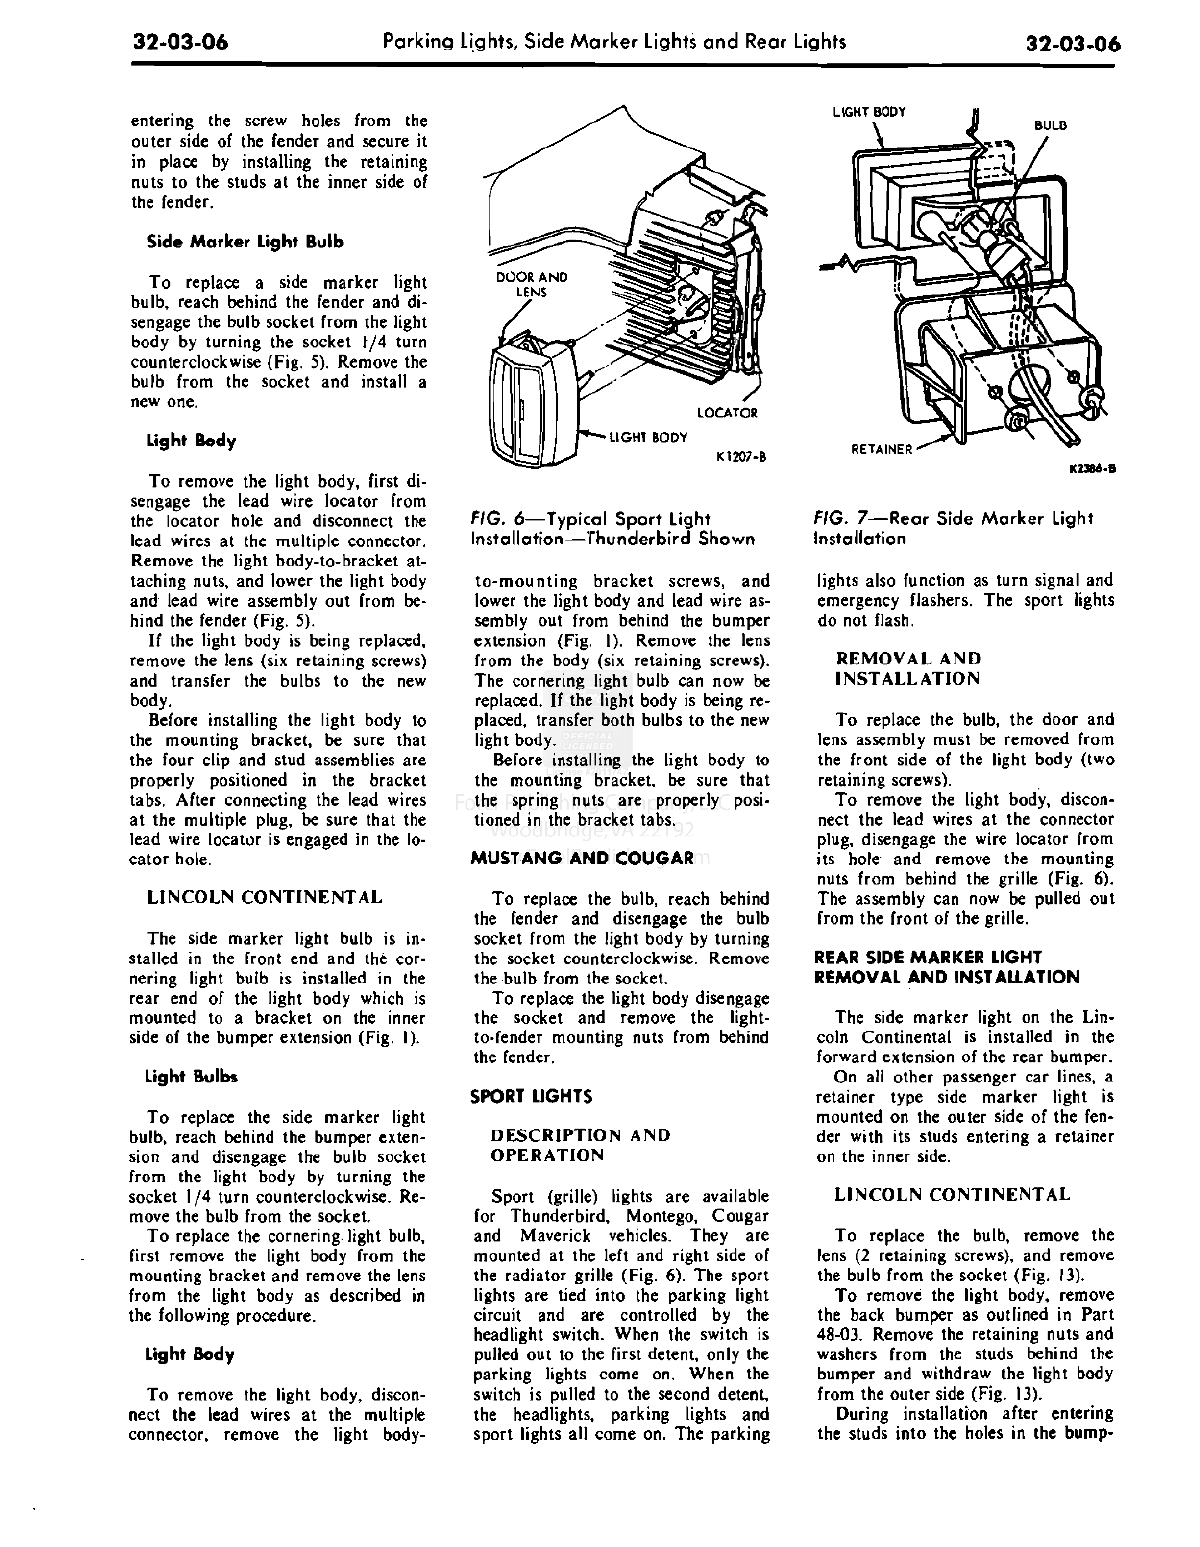 32-03-06
Parking Lights, Side Marker Lights and Rear Lights
32-03-06
entering the screw holes from the
outer side of the fender and secure it
in place by installing the retaining
nuts to the studs at the inner side of
the fender.
Side Marker Light Bulb
To replace a side marker light
bulb, reach behind the fender and di-
sengage the bulb socket from the light
body by turning the socket 1/4 turn
counterclockwise (Fig. 5). Remove the
bulb from the socket and install a
new one.
Light Body
To remove the light body, first di-
sengage the lead wire locator from
the locator hole and disconnect the
lead wires at the multiple connector.
Remove the light body-to-bracket at-
taching nuts, and lower the light body
and lead wire assembly out from be-
hind the fender (Fig. 5).
If the light body is being replaced,
remove the lens (six retaining screws)
and transfer the bulbs to the new
body.
Before installing the light body to
the mounting bracket, be sure that
the four clip and stud assemblies are
properly positioned in the bracket
tabs. After connecting the lead wires
at the multiple plug, be sure that the
lead wire locator is engaged in the lo-
cator hole.
LINCOLN CONTINENTAL
The side marker light bulb is in-
stalled in the front end and the cor-
nering light bulb is installed in the
rear end of the light body which is
mounted to a bracket on the inner
side of the bumper extension (Fig. 1).
Light Bulbs
To replace the side marker light
bulb, reach behind the bumper exten-
sion and disengage the bulb socket
from the light body by turning the
socket 1/4 turn counterclockwise. Re-
move the bulb from the socket.
To replace the cornering light bulb,
first remove the light body from the
mounting bracket and remove the lens
from the light body as described in
the following procedure.
Light Body
To remove the light body, discon-
nect the lead wires at the multiple
connector, remove the light body-
DOOR AND
LENS
LOCATOR
LIGHT BODY
K1207-B
FIG. 6—Typical Sport Light
Installation—Thunderbird Shown
to-mounting bracket screws, and
lower the light body and lead wire as-
sembly out from behind the bumper
extension (Fig. 1). Remove the lens
from the body (six retaining screws).
The cornering light bulb can now be
replaced. If the light body is being re-
placed, transfer both bulbs to the new
light body.
Before installing the light body to
the mounting bracket, be sure that
the spring nuts are properly posi-
tioned in the bracket tabs.
OFFICIAL
LICENSED
Woodbridge, VA 22192
MUSTANG AND COUGAR
To replace the bulb, reach behind
the fender and disengage the bulb
socket from the light body by turning
the socket counterclockwise. Remove
the bulb from the socket.
To replace the light body disengage
the socket and remove the light-
to-fender mounting nuts from behind
the fender.
SPORT LIGHTS
DESCRIPTION AND
OPERATION
Sport (grille) lights are available
for Thunderbird, Montego, Cougar
and Maverick vehicles. They are
mounted at the left and right side of
the radiator grille (Fig. 6). The sport
lights are tied into the parking light
circuit and are controlled by the
headlight switch. When the switch is
pulled out to the first detent, only the
parking lights come on. When the
switch is pulled to the second detent,
the headlights, parking lights and
sport lights all come on. The parking
LIGHT BODY
BULB
RETAINER
K2386-B
FIG. 7—Rear Side Marker Light
Installation
lights also function as turn signal and
emergency flashers. The sport lights
do not flash.
REMOVAL AND
INSTALLATION
To replace the bulb, the door and
lens assembly must be removed from
the front side of the light body (two
retaining screws).
To remove the light body, discon-
nect the lead wires at the connector
plug, disengage the wire locator from
its hole and remove the mounting
nuts from behind the grille (Fig. 6).
The assembly can now be pulled out
from the front of the grille.
REAR SIDE MARKER LIGHT
REMOVAL AND INSTALLATION
The side marker light on the Lin-
coln Continental is installed in the
forward extension of the rear bumper.
On all other passenger car lines, a
retainer type side marker light is
mounted on the outer side of the fen-
der with its studs entering a retainer
on the inner side.
LINCOLN CONTINENTAL
To replace the bulb, remove the
lens (2 retaining screws), and remove
the bulb from the socket (Fig. 13).
To remove the light body, remove
the back bumper as outlined in Part
48-03. Remove the retaining nuts and
washers from the studs behind the
bumper and withdraw the light body
from the outer side (Fig. 13).
During installation after entering
the studs into the holes in the bump-